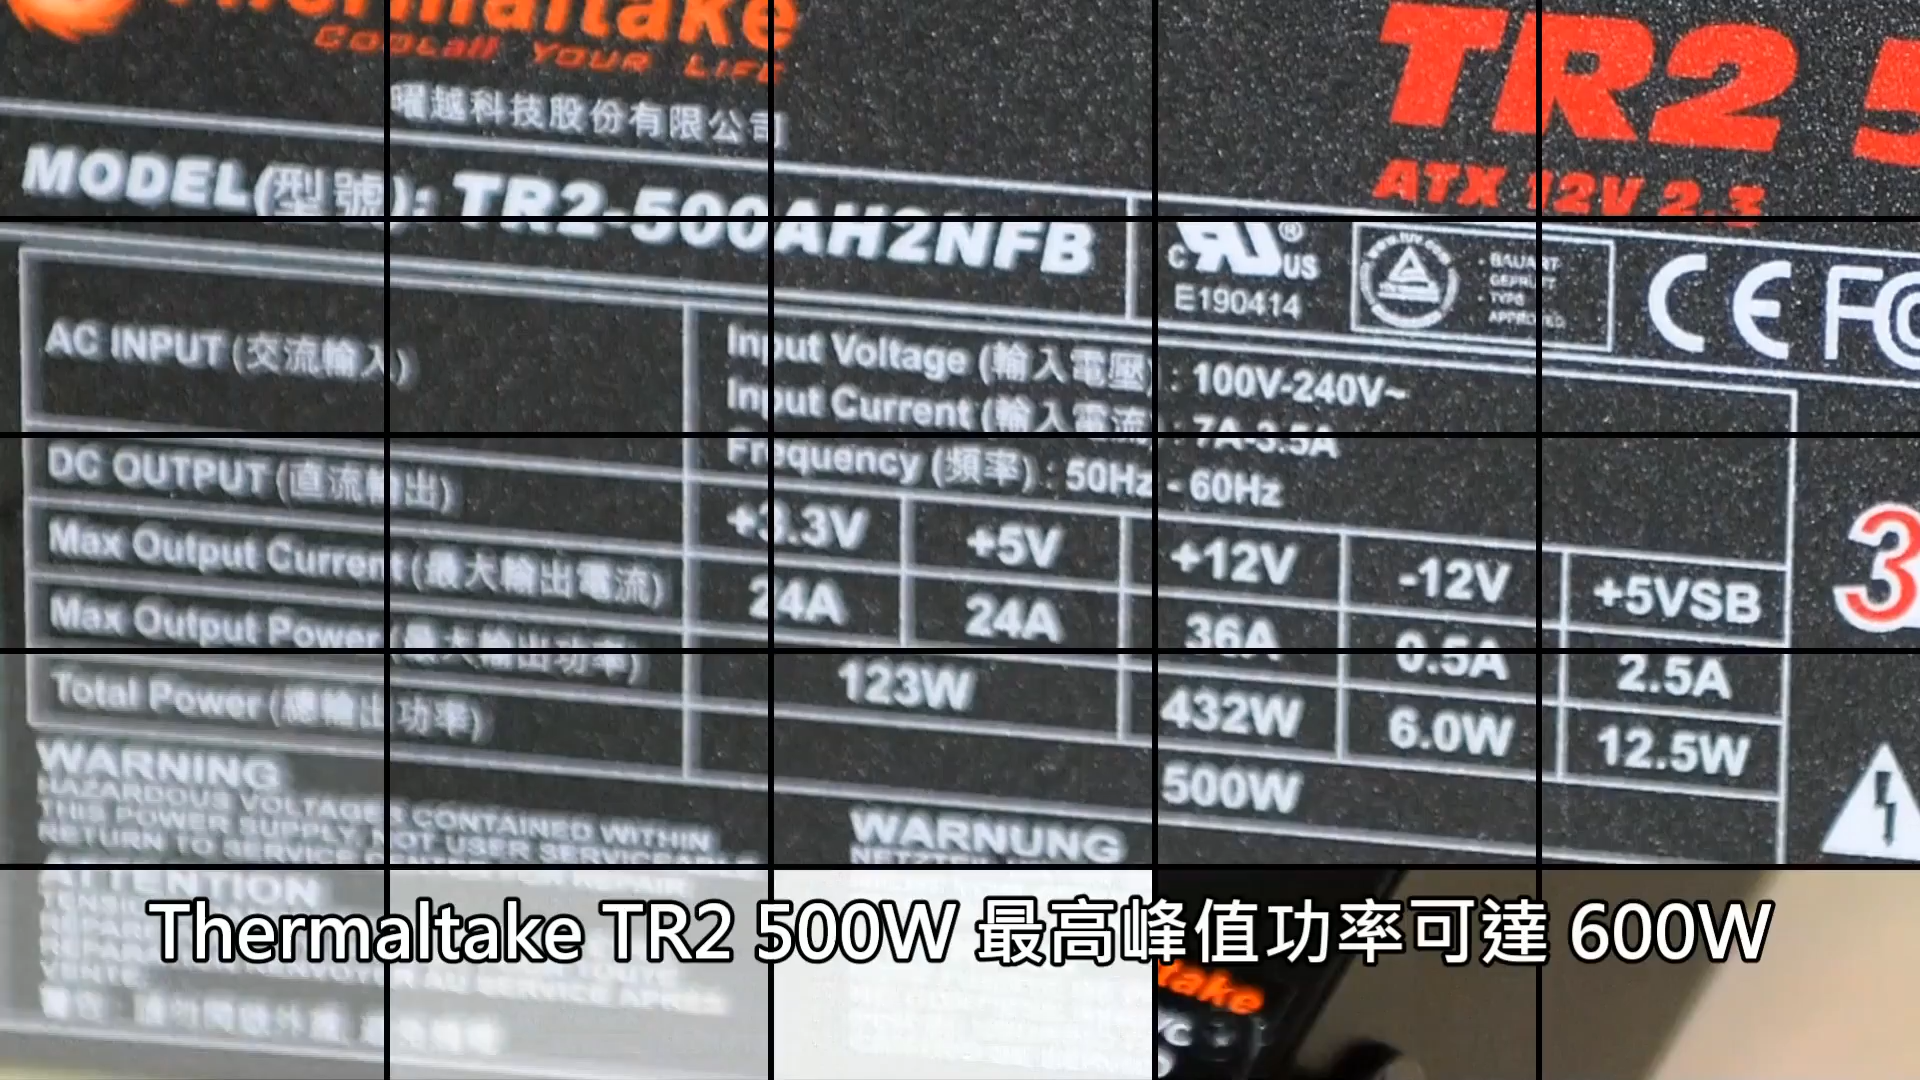 Thermaltake
COOLall YOUR LIFE
曜越科技股份有限公司
TR2 5
ATX 12V 2.3
MODEL(型號): TR2-500AH2NFB
C US ®
E190414
www.tuv.com
BAUART
GEPRUFT
TYPE
APPROVED
CE FC
AC INPUT (交流輸入)
Input Voltage (輸入電壓) : 100V-240V~
Input Current (輸入電流) : 7A-3.5A
Frequency (頻率) : 50Hz - 60Hz
DC OUTPUT (直流輸出) +3.3V +5V +12V -12V +5VSB
Max Output Current (最大輸出電流) 24A 24A 36A 0.5A 2.5A
Max Output Power (最大輸出功率) 123W 432W 6.0W 12.5W
Total Power (總輸出功率) 500W
3
WARNING
HAZARDOUS VOLTAGES CONTAINED WITHIN
THIS POWER SUPPLY, NOT USER SERVICEABLE
RETURN TO SERVICE
WARNUNG
ATTENTION
Thermaltake TR2 500W 最高峰值功率可達 600W
take